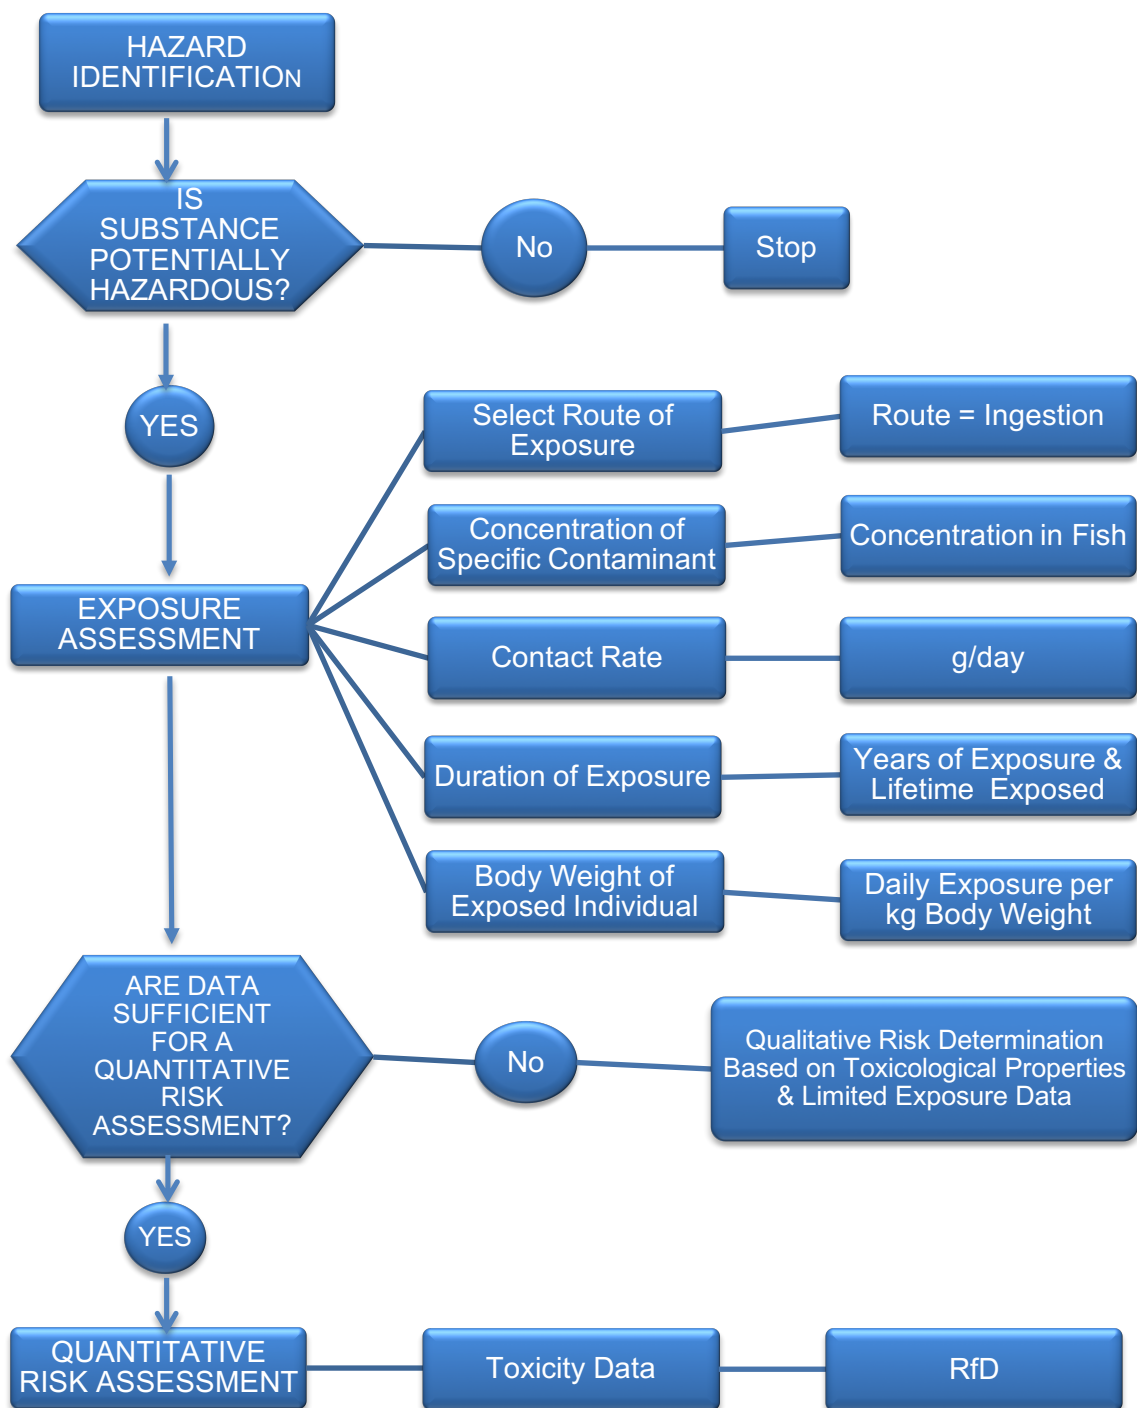 HAZARD
IDENTIFICATION
IS
SUBSTANCE
POTENTIALLY
HAZARDOUS?
No
Stop
YES
Select Route of
Exposure
Route = Ingestion
Concentration of
Specific Contaminant
Concentration in Fish
EXPOSURE
ASSESSMENT
Contact Rate
g/day
Duration of Exposure
Years of Exposure &
Lifetime Exposed
Body Weight of
Exposed Individual
Daily Exposure per
kg Body Weight
ARE DATA
SUFFICIENT
FOR A
QUANTITATIVE
RISK
ASSESSMENT?
No
Qualitative Risk Determination
Based on Toxicological Properties
& Limited Exposure Data
YES
QUANTITATIVE
RISK ASSESSMENT
Toxicity Data
RfD